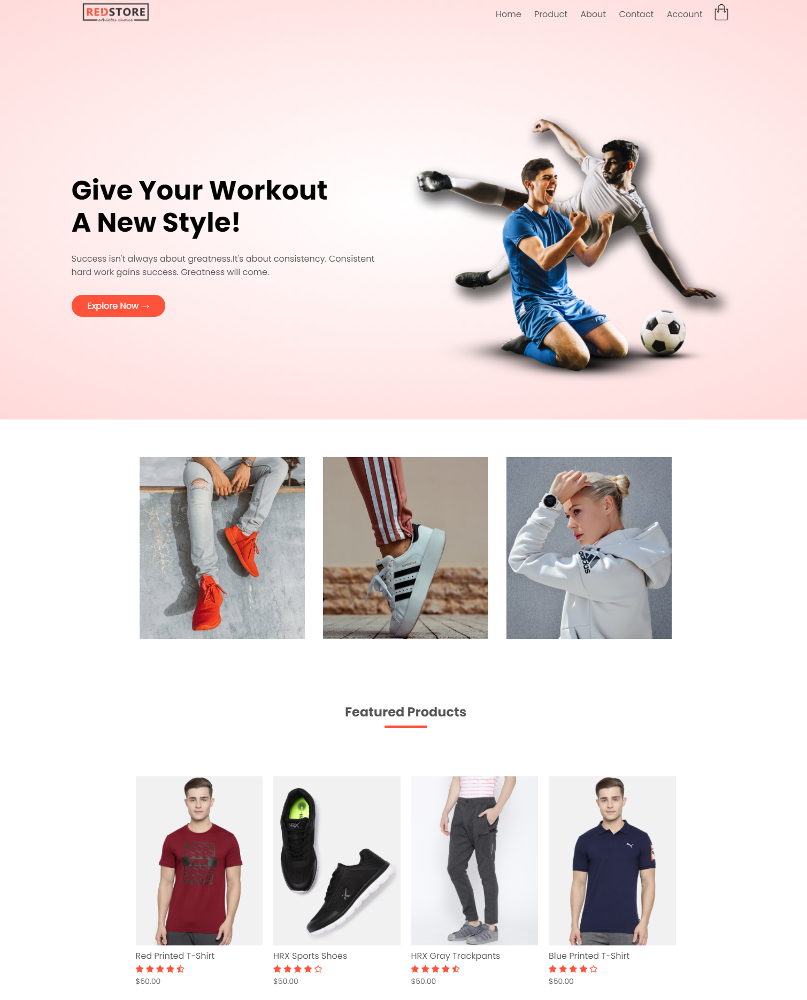 REDSTORE
athletes choice
Home Product About Contact Account
Give Your Workout
A New Style!
Success isn't always about greatness.It's about consistency. Consistent
hard work gains success. Greatness will come.
Explore Now →
SUPERSTAR
adidas
Featured Products
HRX
Red Printed T-Shirt
HRX Sports Shoes
HRX Gray Trackpants
Blue Printed T-Shirt
$50.00
$50.00
$50.00
$50.00